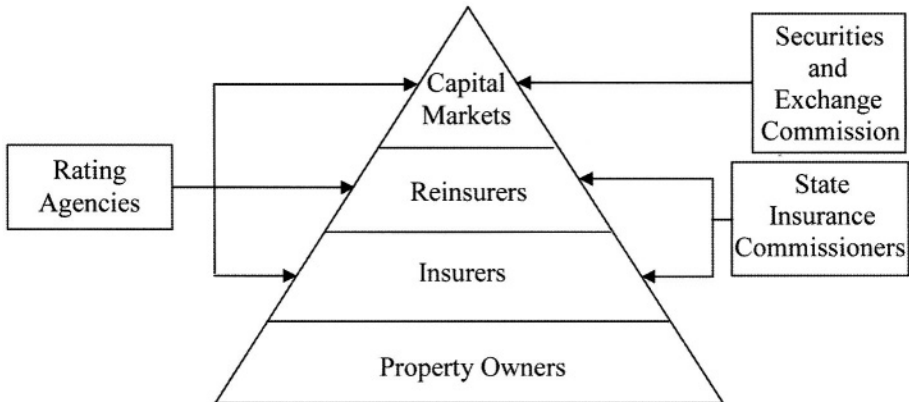 Capital
Markets
Securities
and
Exchange
Commission
Rating
Agencies
Reinsurers
State
Insurance
Commissioners
Insurers
Property Owners